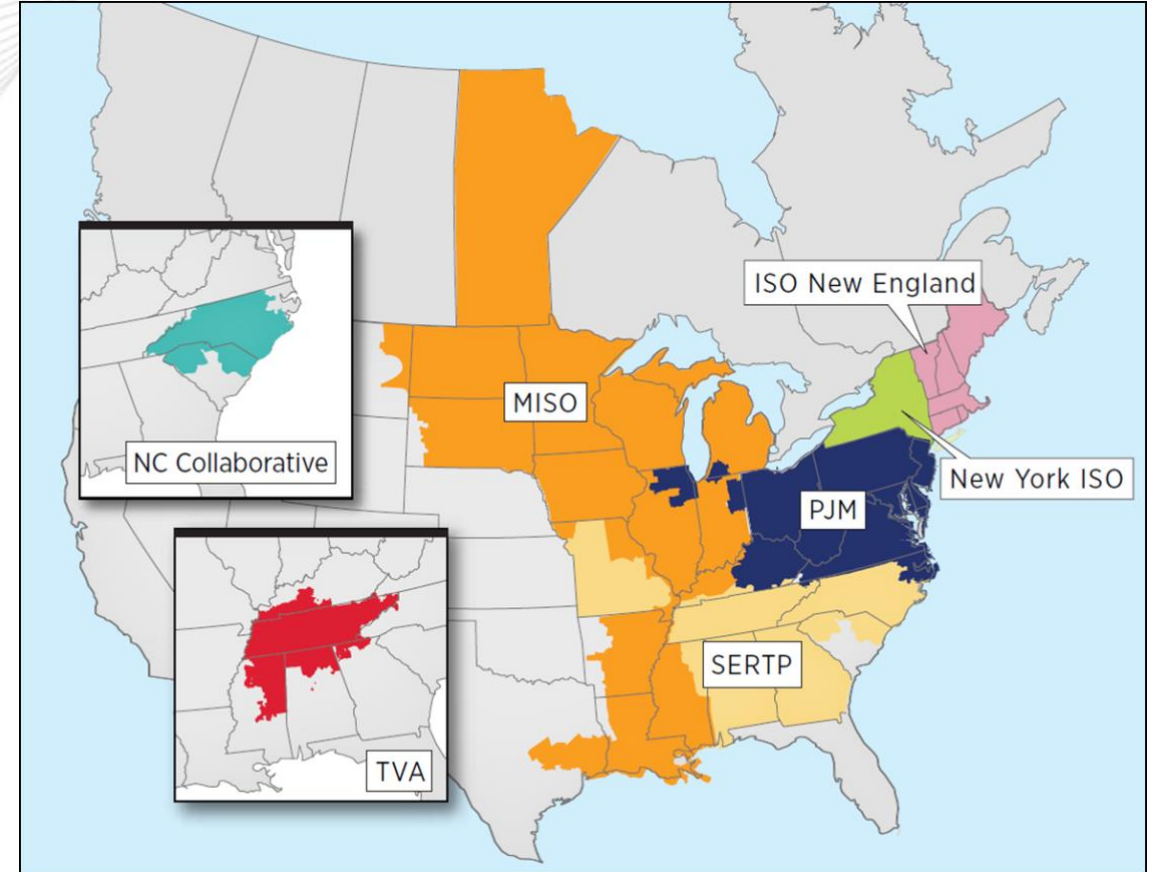 ISO New England
MISO
NC Collaborative
New York ISO
PJM
SERTP
TVA